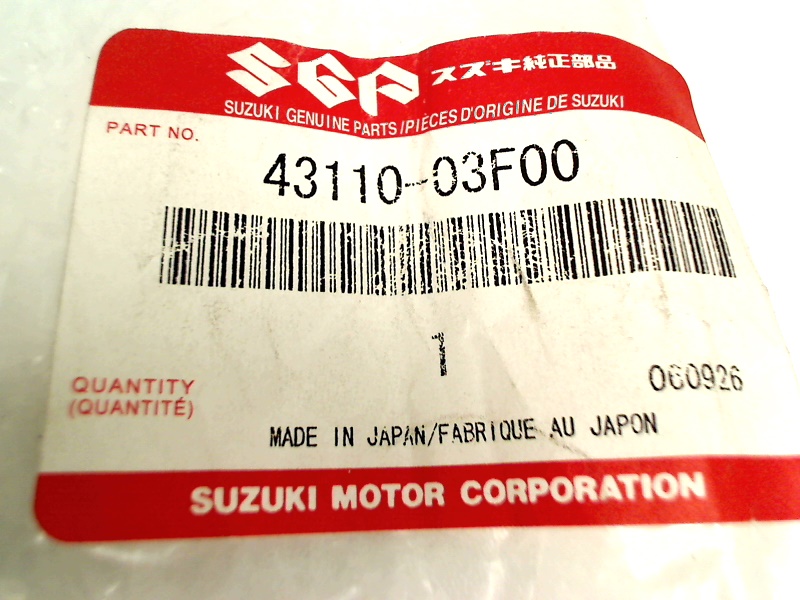 SGP スズキ純正部品
SUZUKI GENUINE PARTS/PIÈCES D'ORIGINE DE SUZUKI
PART NO.
43110-03F00
1
QUANTITY
(QUANTITÉ)
060926
MADE IN JAPAN/FABRIQUE AU JAPON
SUZUKI MOTOR CORPORATION